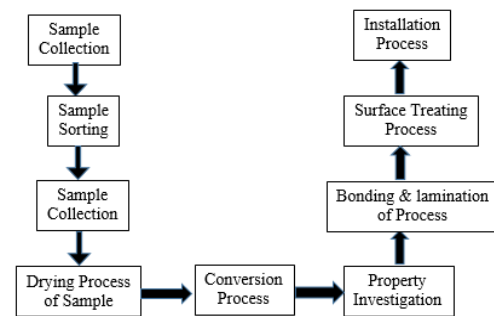 Sample
Collection
Sample
Sorting
Sample
Collection
Drying Process
of Sample
Conversion
Process
Property
Investigation
Bonding & lamination
of Process
Surface Treating
Process
Installation
Process